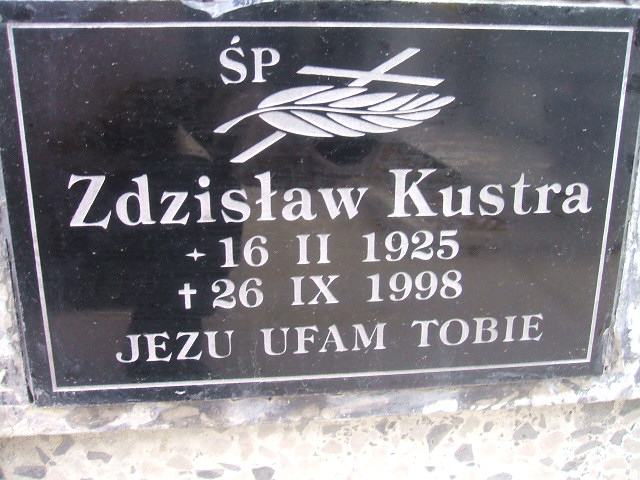 ŚP
Zdzisław Kustra
✦ 16 II 1925
✝ 26 IX 1998
JEZU UFAM TOBIE